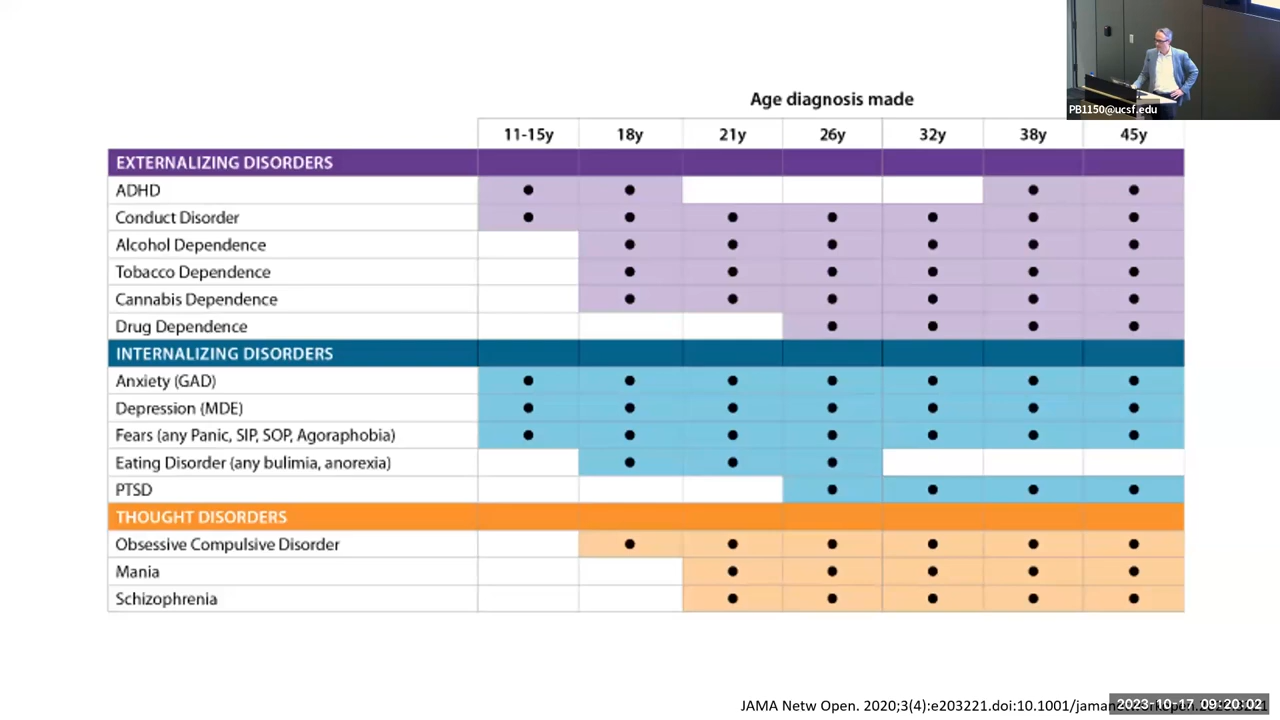 PB1150@ucsf.edu
Age diagnosis made
11-15y 18y 21y 26y 32y 38y 45y
EXTERNALIZING DISORDERS
ADHD
Conduct Disorder
Alcohol Dependence
Tobacco Dependence
Cannabis Dependence
Drug Dependence
INTERNALIZING DISORDERS
Anxiety (GAD)
Depression (MDE)
Fears (any Panic, SIP, SOP, Agoraphobia)
Eating Disorder (any bulimia, anorexia)
PTSD
THOUGHT DISORDERS
Obsessive Compulsive Disorder
Mania
Schizophrenia
JAMA Netw Open. 2020;3(4):e203221.doi:10.1001/jama
2023-10-17 09:20:02